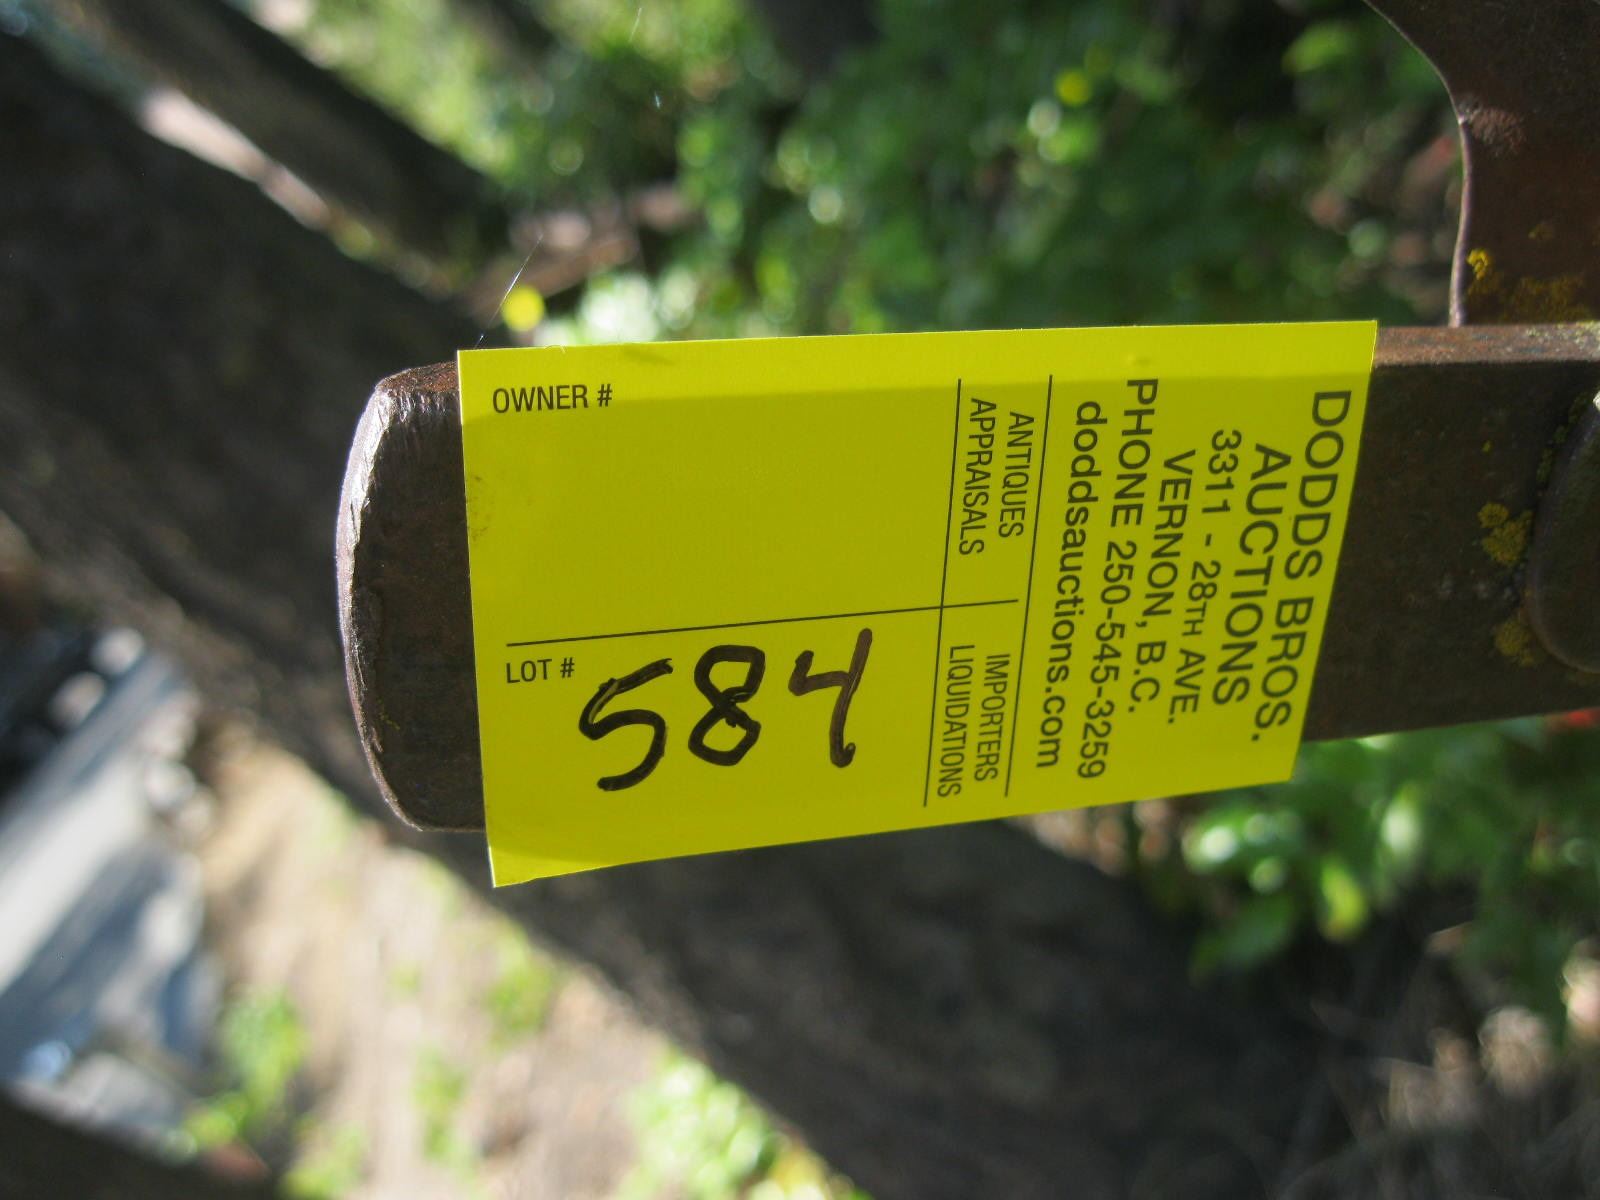 DODDS BROS.
AUCTIONS
3311 - 28TH AVE.
VERNON, B.C.
PHONE 250-545-3259
doddsauctions.com
ANTIQUES
APPRAISALS
IMPORTERS
LIQUIDATIONS
OWNER #
LOT # 584